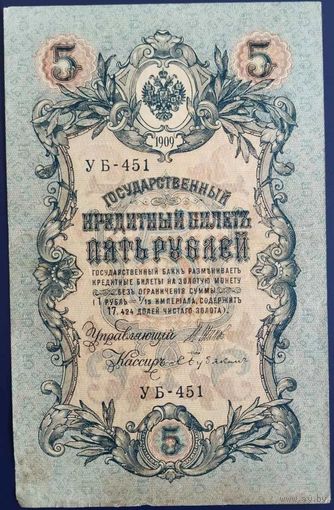 5 5
1909
УБ-451
ГОСУДАРСТВЕННЫЙ
КРЕДИТНЫЙ БИЛЕТЪ
ПЯТЬ РУБЛЕЙ
ГОСУДАРСТВЕННЫЙ БАНКЪ РАЗМѢНИВАЕТЪ
КРЕДИТНЫЕ БИЛЕТЫ НА ЗОЛОТУЮ МОНЕТУ
БЕЗЪ ОГРАНИЧЕНІЯ СУММЫ
(1 РУБЛЬ = 1/15 ИМПЕРІАЛА, СОДЕРЖИТЪ
17,424 ДОЛЕЙ ЧИСТАГО ЗОЛОТА).
Управляющій
Кассиръ
УБ-451
5